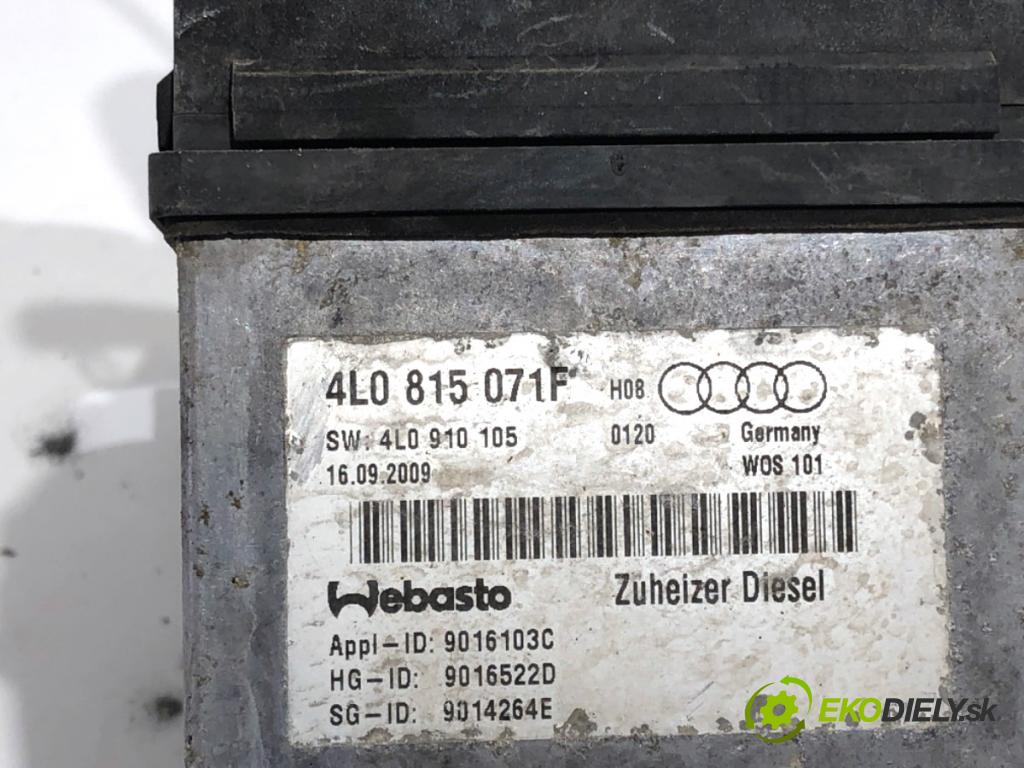 4L0 815 071F H08
SW: 4L0 910 105 0120 Germany
16.09.2009 WOS 101
Webasto Zuheizer Diesel
Appl-ID: 9016103C
HG-ID: 9016522D
SG-ID: 9014264E
EKODIELY.sk